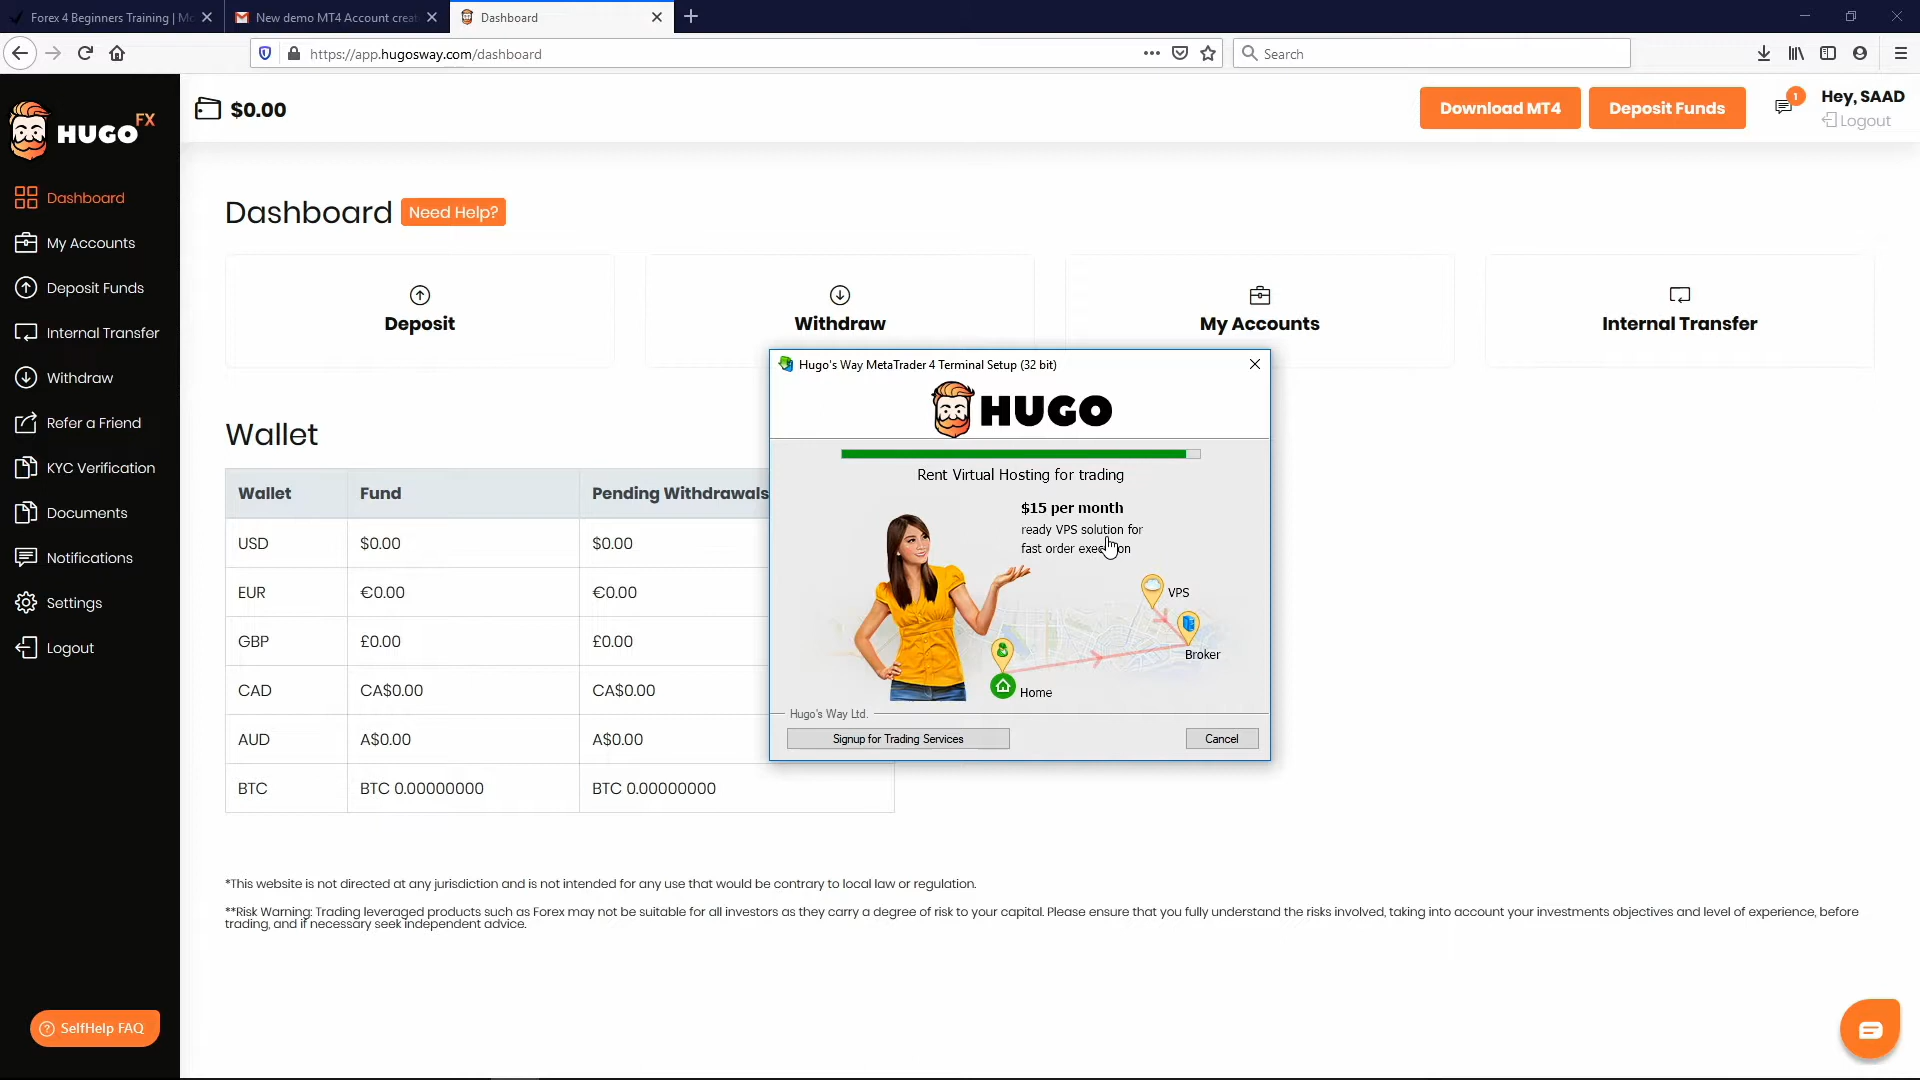 Forex 4 Beginners Training | Mo
New demo MT4 Account creat
Dashboard
https://app.hugosway.com/dashboard
Search
HUGO FX
$0.00
Download MT4
Deposit Funds
1
Hey, SAAD
Logout
Dashboard
My Accounts
Deposit Funds
Internal Transfer
Withdraw
Refer a Friend
KYC Verification
Documents
Notifications
Settings
Logout
SelfHelp FAQ
Dashboard Need Help?
Deposit
Withdraw
My Accounts
Internal Transfer
Wallet
Wallet Fund Pending Withdrawals
USD $0.00 $0.00
EUR €0.00 €0.00
GBP £0.00 £0.00
CAD CA$0.00 CA$0.00
AUD A$0.00 A$0.00
BTC BTC 0.00000000 BTC 0.00000000
Hugo's Way MetaTrader 4 Terminal Setup (32 bit)
HUGO
Rent Virtual Hosting for trading
$15 per month
ready VPS solution for
fast order execution
VPS
Broker
Home
Hugo's Way Ltd.
Signup for Trading Services
Cancel
*This website is not directed at any jurisdiction and is not intended for any use that would be contrary to local law or regulation.
**Risk Warning: Trading leveraged products such as Forex may not be suitable for all investors as they carry a degree of risk to your capital. Please ensure that you fully understand the risks involved, taking into account your investments objectives and level of experience, before
trading, and if necessary seek independent advice.